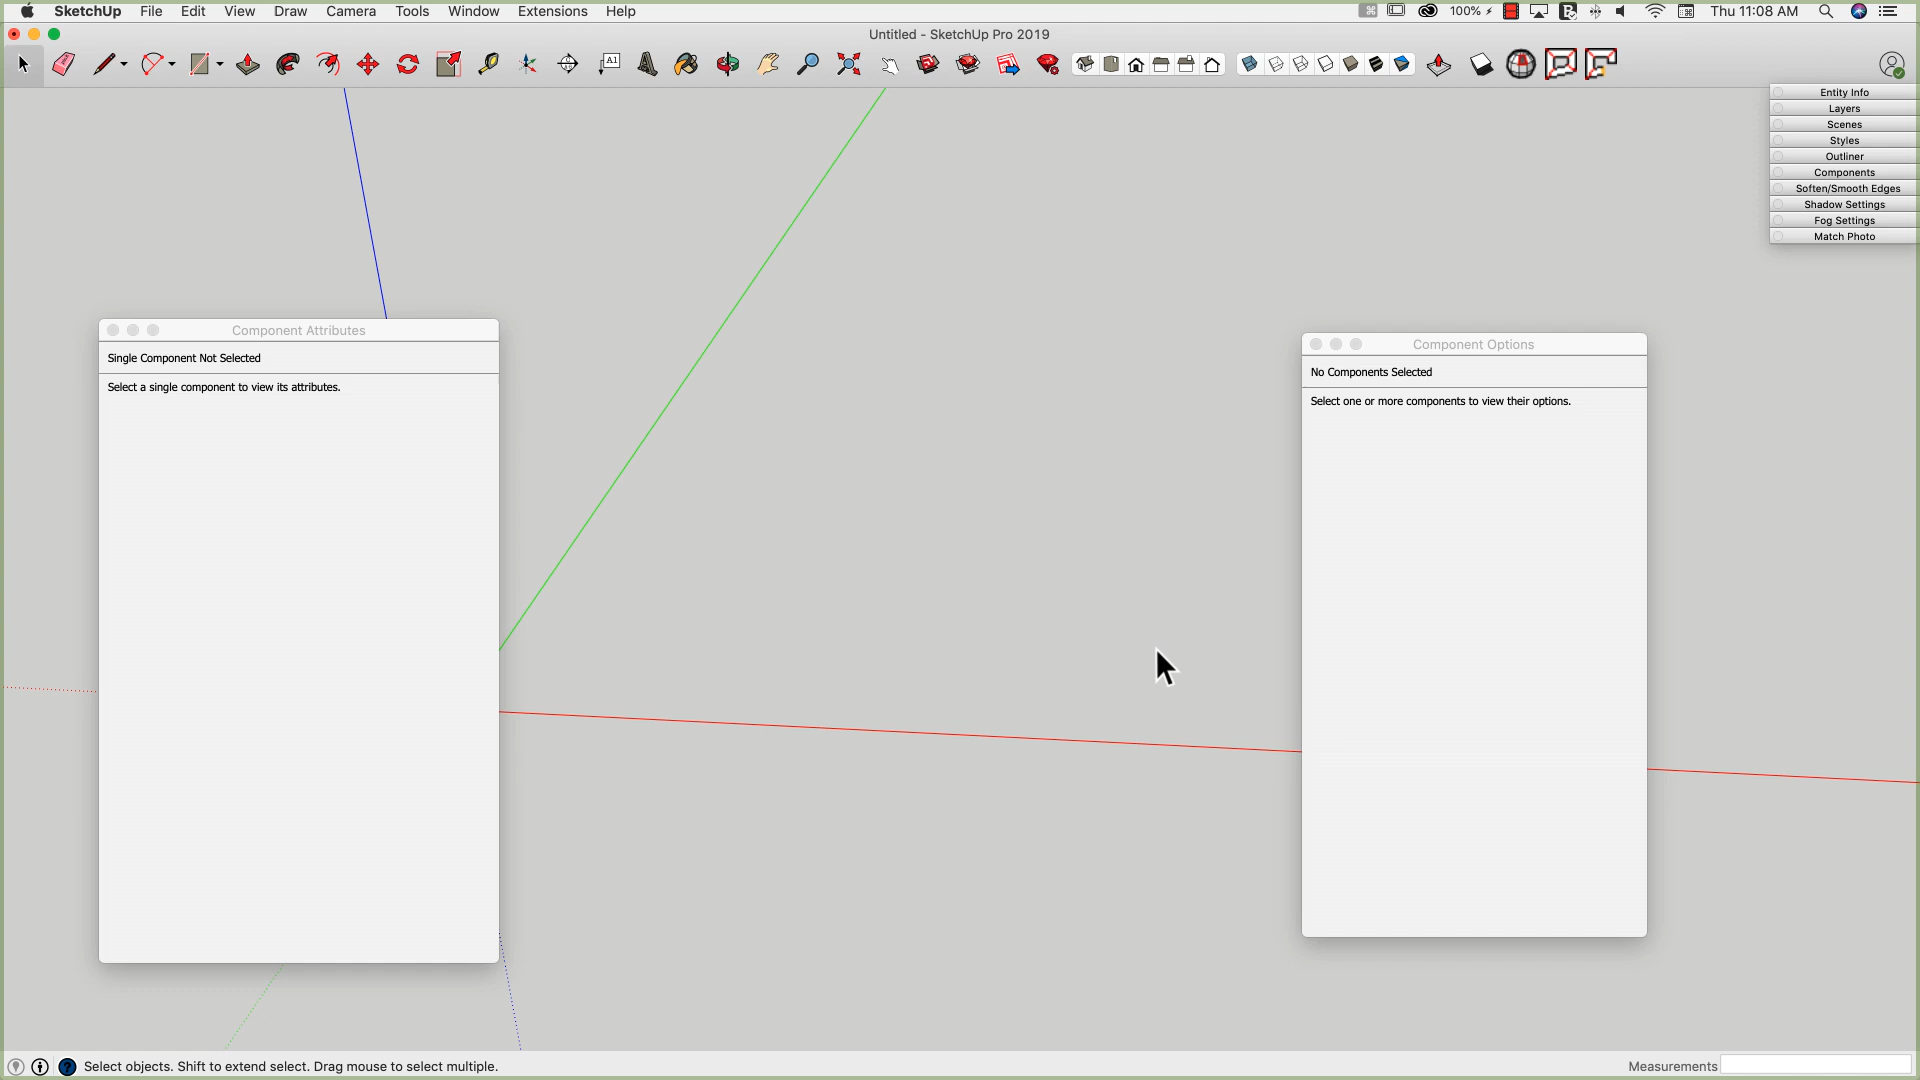 SketchUp File Edit View Draw Camera Tools Window Extensions Help 100% Thu 11:08 AM
Untitled - SketchUp Pro 2019
A1
Entity Info
Layers
Scenes
Styles
Outliner
Components
Soften/Smooth Edges
Shadow Settings
Fog Settings
Match Photo
Component Attributes
Single Component Not Selected
Select a single component to view its attributes.
Component Options
No Components Selected
Select one or more components to view their options.
Select objects. Shift to extend select. Drag mouse to select multiple.
Measurements